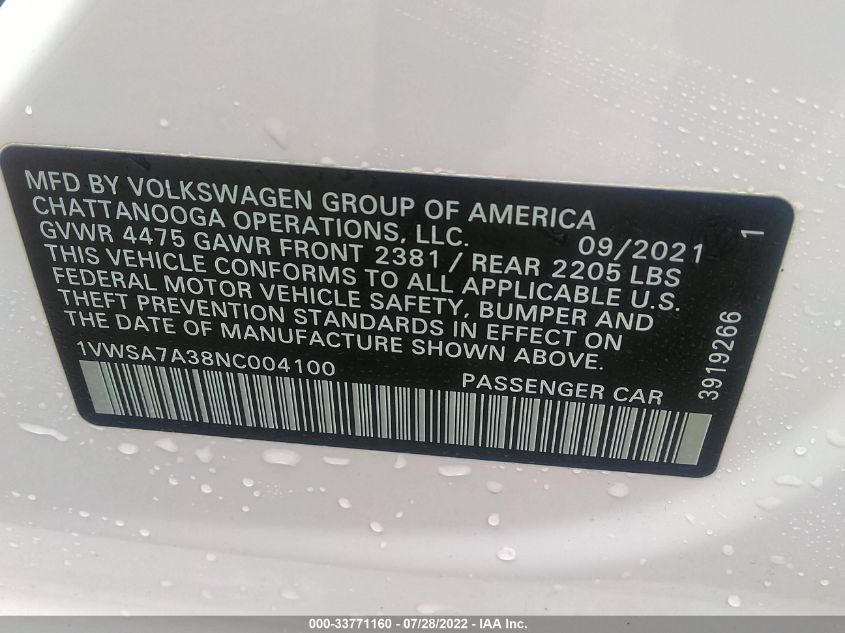 MFD BY VOLKSWAGEN GROUP OF AMERICA
CHATTANOOGA OPERATIONS, LLC. 09/2021 1
GVWR 4475 GAWR FRONT 2381 / REAR 2205 LBS
THIS VEHICLE CONFORMS TO ALL APPLICABLE U.S.
FEDERAL MOTOR VEHICLE SAFETY, BUMPER AND
THEFT PREVENTION STANDARDS IN EFFECT ON
THE DATE OF MANUFACTURE SHOWN ABOVE.
1VWSA7A38NC004100 PASSENGER CAR
3919266
000-33771160 - 07/28/2022 - IAA Inc.